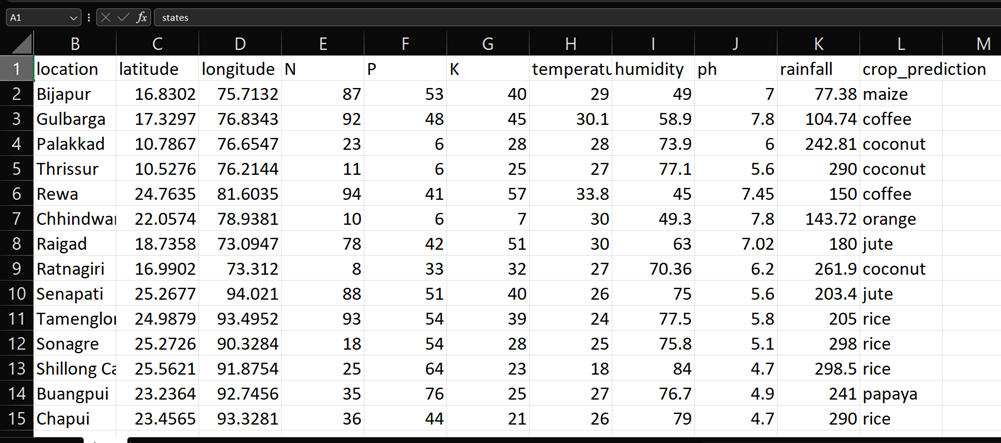 A1 fx states
B C D E F G H I J K L M
1 location latitude longitude N P K temperatu humidity ph rainfall crop_prediction
2 Bijapur 16.8302 75.7132 87 53 40 29 49 7 77.38 maize
3 Gulbarga 17.3297 76.8343 92 48 45 30.1 58.9 7.8 104.74 coffee
4 Palakkad 10.7867 76.6547 23 6 28 28 73.9 6 242.81 coconut
5 Thrissur 10.5276 76.2144 11 6 25 27 77.1 5.6 290 coconut
6 Rewa 24.7635 81.6035 94 41 57 33.8 45 7.45 150 coffee
7 Chhindwar 22.0574 78.9381 10 6 7 30 49.3 7.8 143.72 orange
8 Raigad 18.7358 73.0947 78 42 51 30 63 7.02 180 jute
9 Ratnagiri 16.9902 73.312 8 33 32 27 70.36 6.2 261.9 coconut
10 Senapati 25.2677 94.021 88 51 40 26 75 5.6 203.4 jute
11 Tamenglor 24.9879 93.4952 93 54 39 24 77.5 5.8 205 rice
12 Sonagre 25.2726 90.3284 18 54 28 25 75.8 5.1 298 rice
13 Shillong Ca 25.5621 91.8754 25 64 23 18 84 4.7 298.5 rice
14 Buangpui 23.2364 92.7456 35 76 25 27 76.7 4.9 241 papaya
15 Chapui 23.4565 93.3281 36 44 21 26 79 4.7 290 rice